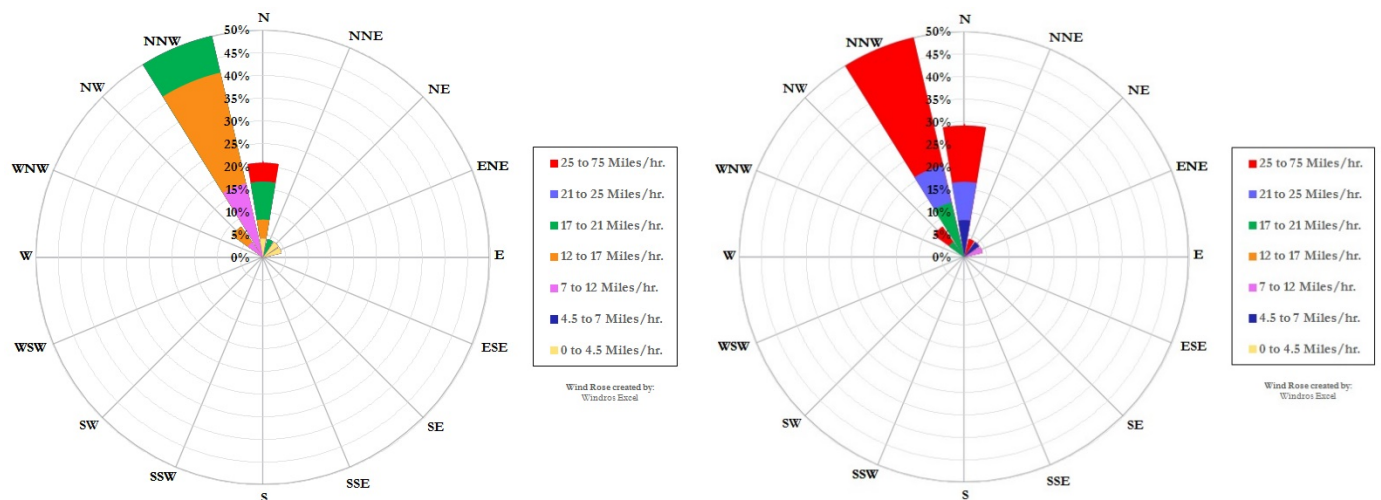 N
NNE
NE
ENE
E
ESE
SE
SSE
S
SSW
SW
WSW
W
WNW
NW
NNW
50%
45%
40%
35%
30%
25%
20%
15%
10%
5%
0%
25 to 75 Miles/hr.
21 to 25 Miles/hr.
17 to 21 Miles/hr.
12 to 17 Miles/hr.
7 to 12 Miles/hr.
4.5 to 7 Miles/hr.
0 to 4.5 Miles/hr.
Wind Rose created by:
Windros Excel
N
NNE
NE
ENE
E
ESE
SE
SSE
S
SSW
SW
WSW
W
WNW
NW
NNW
50%
45%
40%
35%
30%
25%
20%
15%
10%
5%
0%
25 to 75 Miles/hr.
21 to 25 Miles/hr.
17 to 21 Miles/hr.
12 to 17 Miles/hr.
7 to 12 Miles/hr.
4.5 to 7 Miles/hr.
0 to 4.5 Miles/hr.
Wind Rose created by:
Windros Excel